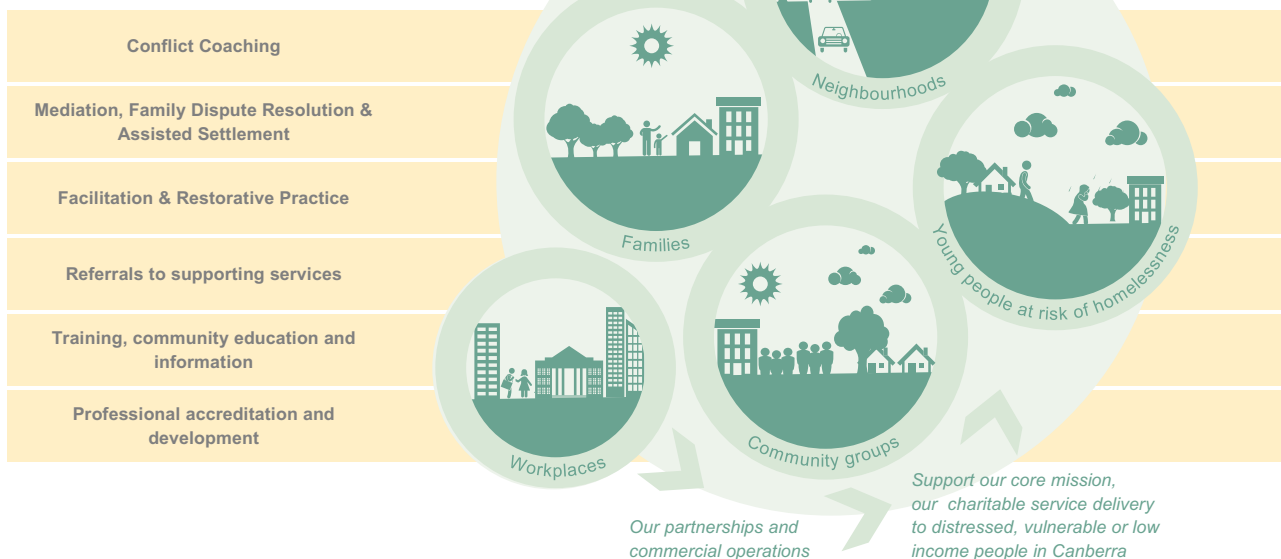 Conflict Coaching
Mediation, Family Dispute Resolution &
Assisted Settlement
Facilitation & Restorative Practice
Referrals to supporting services
Training, community education and
information
Professional accreditation and
development
Neighbourhoods
Families
Young people at risk of homelessness
Workplaces
Community groups
Our partnerships and
commercial operations
Support our core mission,
our charitable service delivery
to distressed, vulnerable or low
income people in Canberra